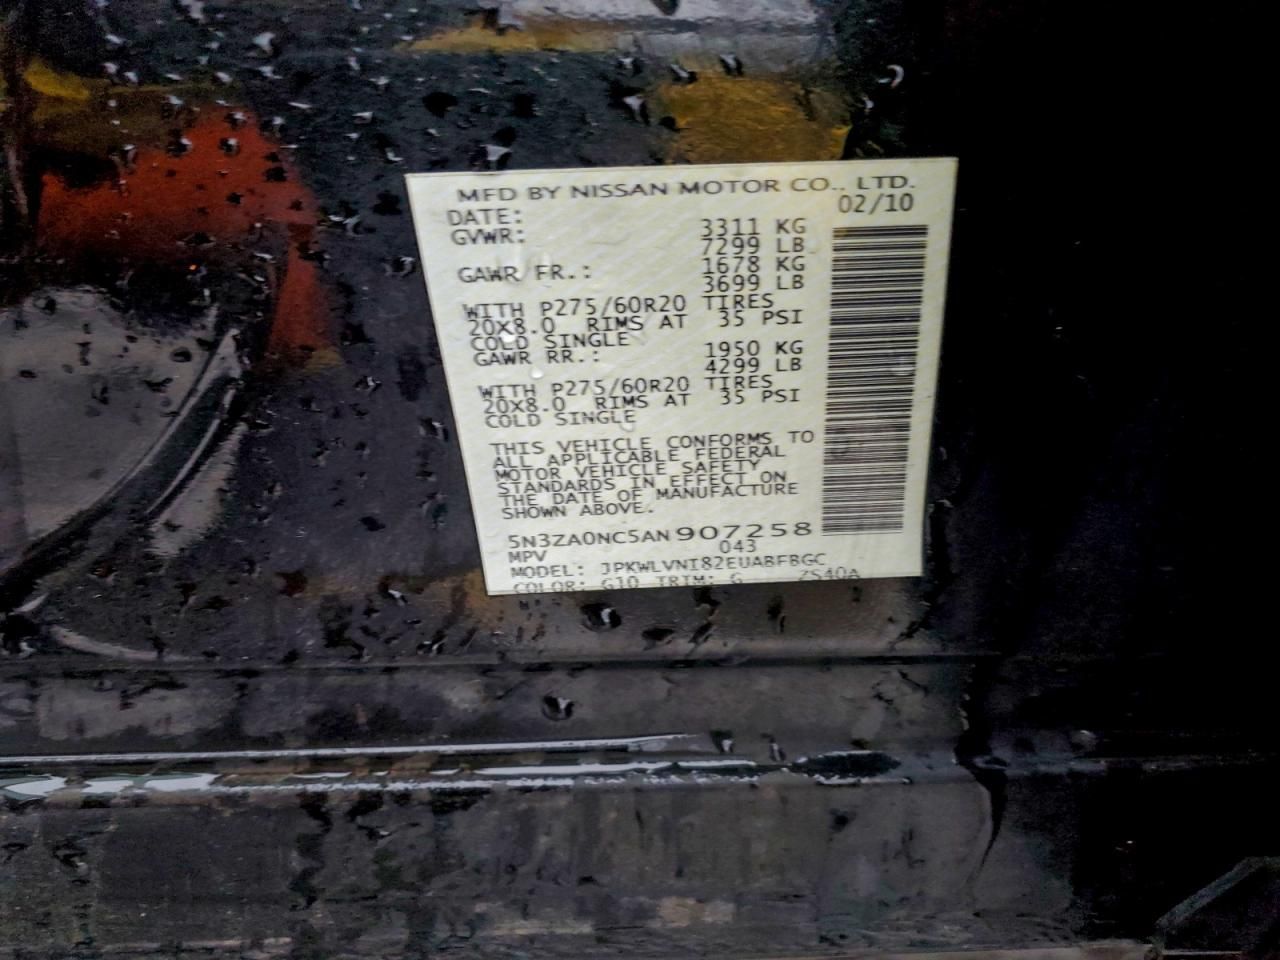 MFD BY NISSAN MOTOR CO., LTD.
DATE: 02/10
GVWR: 3311 KG
7299 LB
GAWR FR.: 1678 KG
3699 LB
WITH P275/60R20 TIRES
20X8.0 RIMS AT 35 PSI
COLD SINGLE
GAWR RR.: 1950 KG
4299 LB
WITH P275/60R20 TIRES
20X8.0 RIMS AT 35 PSI
COLD SINGLE
THIS VEHICLE CONFORMS TO
ALL APPLICABLE FEDERAL
MOTOR VEHICLE SAFETY
STANDARDS IN EFFECT ON
THE DATE OF MANUFACTURE
SHOWN ABOVE.
5N3ZA0NC5AN907258
MPV 043
MODEL: JPKWLVNI82EUABFBGC
COLOR: G10 TRIM: G ZS40A